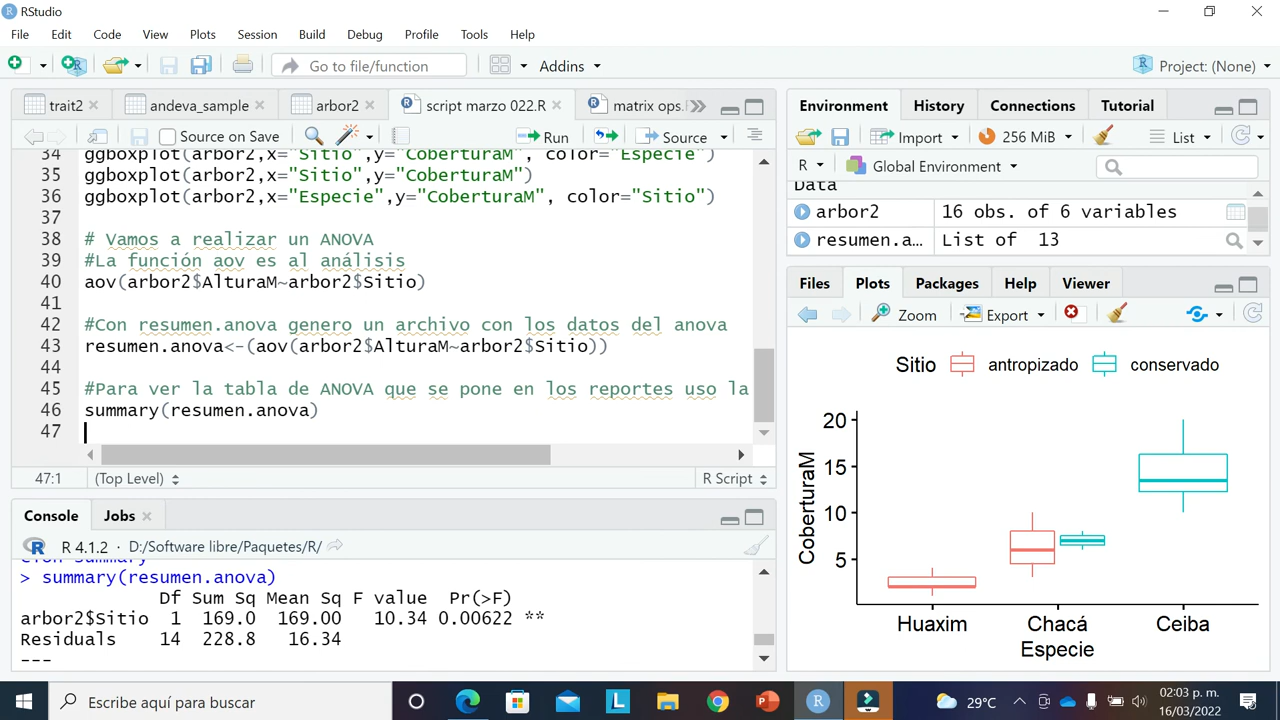 RStudio
File Edit Code View Plots Session Build Debug Profile Tools Help
Go to file/function Addins Project: (None)
trait2 andeva_sample arbor2 script marzo 022.R matrix ops.
Source on Save Run Source
34 ggboxplot(arbor2,x="Sitio",y="CoberturaM", color="Especie")
35 ggboxplot(arbor2,x="Sitio",y="CoberturaM")
36 ggboxplot(arbor2,x="Especie",y="CoberturaM", color="Sitio")
37
38 # Vamos a realizar un ANOVA
39 #La función aov es al análisis
40 aov(arbor2$AlturaM~arbor2$Sitio)
41
42 #Con resumen.anova genero un archivo con los datos del anova
43 resumen.anova<-(aov(arbor2$AlturaM~arbor2$Sitio))
44
45 #Para ver la tabla de ANOVA que se pone en los reportes uso la
46 summary(resumen.anova)
47
47:1 (Top Level) R Script
Console Jobs
R 4.1.2 · D:/Software libre/Paquetes/R/
> summary(resumen.anova)
Df Sum Sq Mean Sq F value Pr(>F)
arbor2$Sitio 1 169.0 169.00 10.34 0.00622 **
Residuals 14 228.8 16.34
---
Environment History Connections Tutorial
Import 256 MiB List
R Global Environment
Data
arbor2 16 obs. of 6 variables
resumen.a… List of 13
Files Plots Packages Help Viewer
Zoom Export
Sitio antropizado conservado
CoberturaM
20
15
10
5
Huaxim Chacá Ceiba
Especie
Escribe aquí para buscar
29°C
02:03 p. m.
16/03/2022